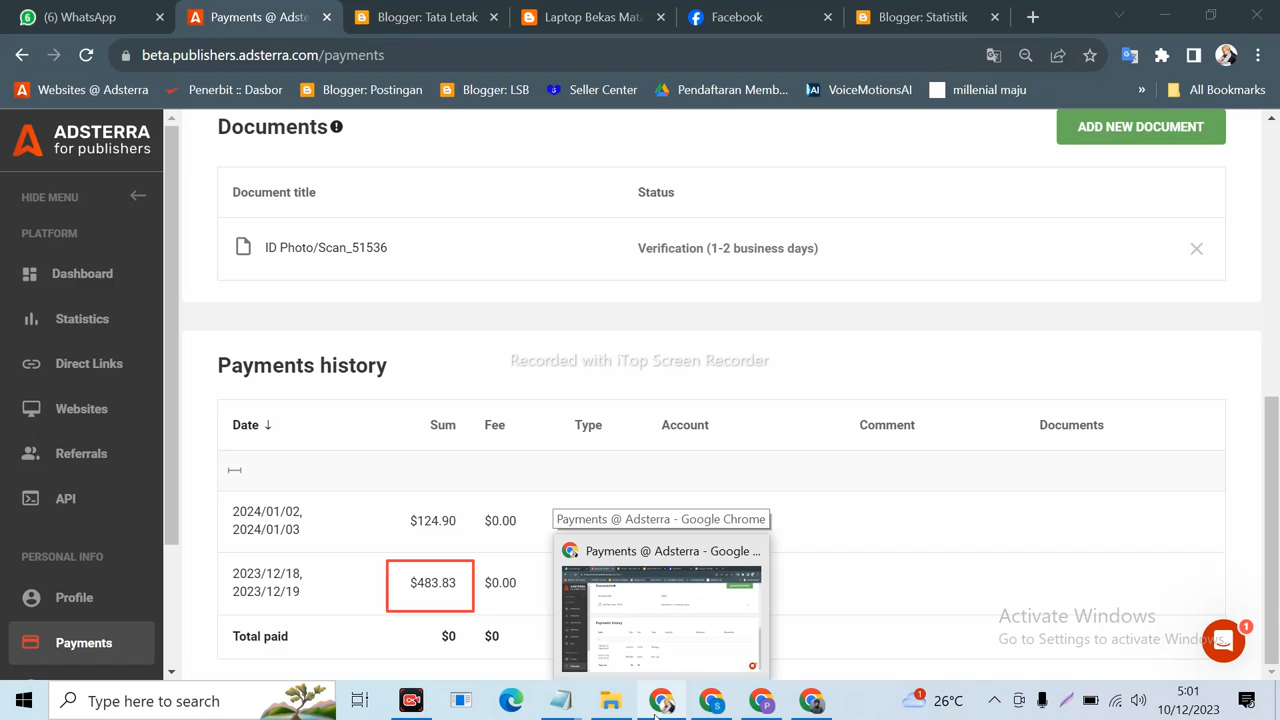 (6) WhatsApp
Payments @ Adste
Blogger: Tata Letak
Laptop Bekas Mat
Facebook
Blogger: Statistik
beta.publishers.adsterra.com/payments
Websites @ Adsterra
Penerbit :: Dasbor
Blogger: Postingan
Blogger: LSB
Seller Center
Pendaftaran Memb...
VoiceMotionsAI
millenial maju
»
All Bookmarks
ADSTERRA
for publishers
HIDE MENU
PLATFORM
Dashboard
Statistics
Direct Links
Websites
Referrals
API
PERSONAL INFO
Profile
Payments
Documents
ADD NEW DOCUMENT
Document title Status
ID Photo/Scan_51536 Verification (1-2 business days)
Recorded with iTop Screen Recorder
Payments history
Date ↓ Sum Fee Type Account Comment Documents
2024/01/02, $124.90 $0.00
2024/01/03
2023/12/18, $483.85 $0.00
2023/12/19
Total paid $0 $0
Payments @ Adsterra - Google Chrome
Payments @ Adsterra - Google ...
Activate Windows
settings to activate Windows
1
Type here to search
1
26°C
5:01
10/12/2023